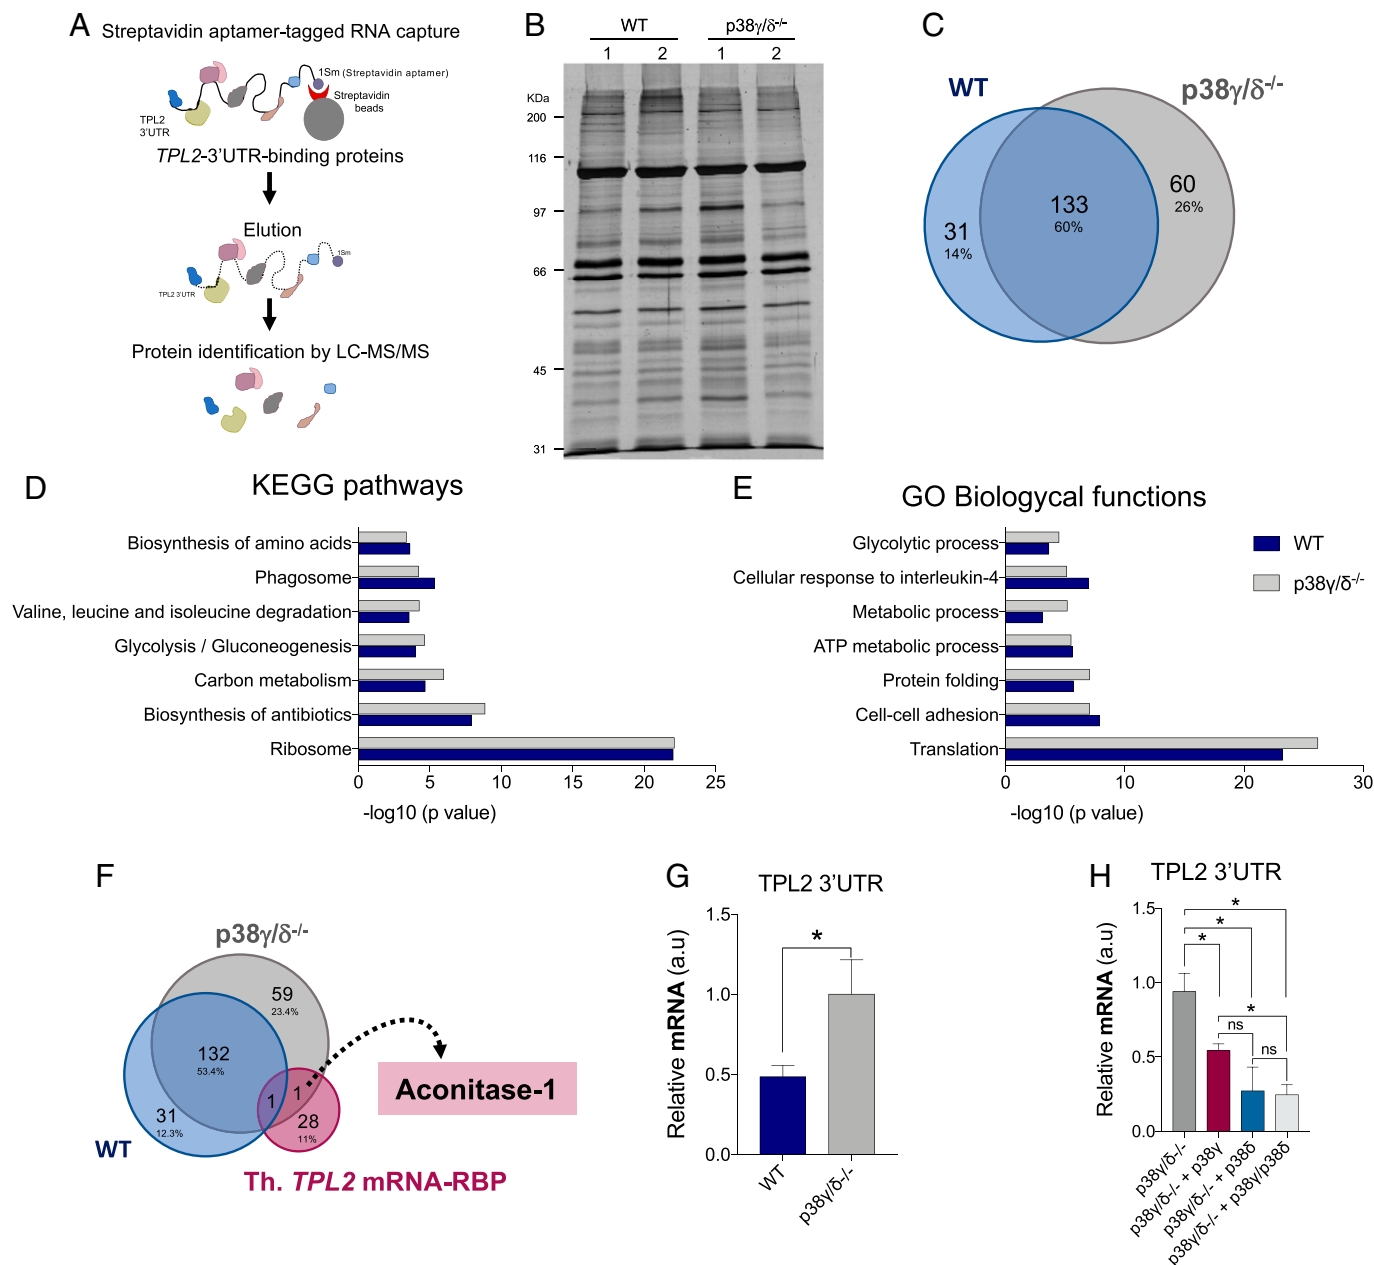 A
Streptavidin aptamer-tagged RNA capture
1Sm (Streptavidin aptamer)
Streptavidin
beads
TPL2
3'UTR
TPL2-3'UTR-binding proteins
Elution
1Sm
TPL2 3'UTR
Protein identification by LC-MS/MS
B
WT
p38γ/δ-/-
1 2 1 2
KDa
200
116
97
66
45
31
C
WT
p38γ/δ-/-
31
14%
133
60%
60
26%
D
KEGG pathways
Biosynthesis of amino acids
Phagosome
Valine, leucine and isoleucine degradation
Glycolysis / Gluconeogenesis
Carbon metabolism
Biosynthesis of antibiotics
Ribosome
0 5 10 15 20 25
-log10 (p value)
E
GO Biologycal functions
Glycolytic process
Cellular response to interleukin-4
Metabolic process
ATP metabolic process
Protein folding
Cell-cell adhesion
Translation
0 10 20 30
-log10 (p value)
WT
p38γ/δ-/-
F
p38γ/δ-/-
59
23.4%
132
53.4%
1 1
31
12.3%
28
11%
WT
Th. TPL2 mRNA-RBP
Aconitase-1
G
TPL2 3'UTR
Relative mRNA (a.u)
1.5
1.0
0.5
0.0
*
WT
p38γ/δ-/-
H
TPL2 3'UTR
Relative mRNA (a.u)
1.5
1.0
0.5
0.0
*
*
*
*
ns
ns
p38γ/δ-/-
p38γ/δ-/- + p38γ
p38γ/δ-/- + p38δ
p38γ/δ-/- + p38γ/p38δ